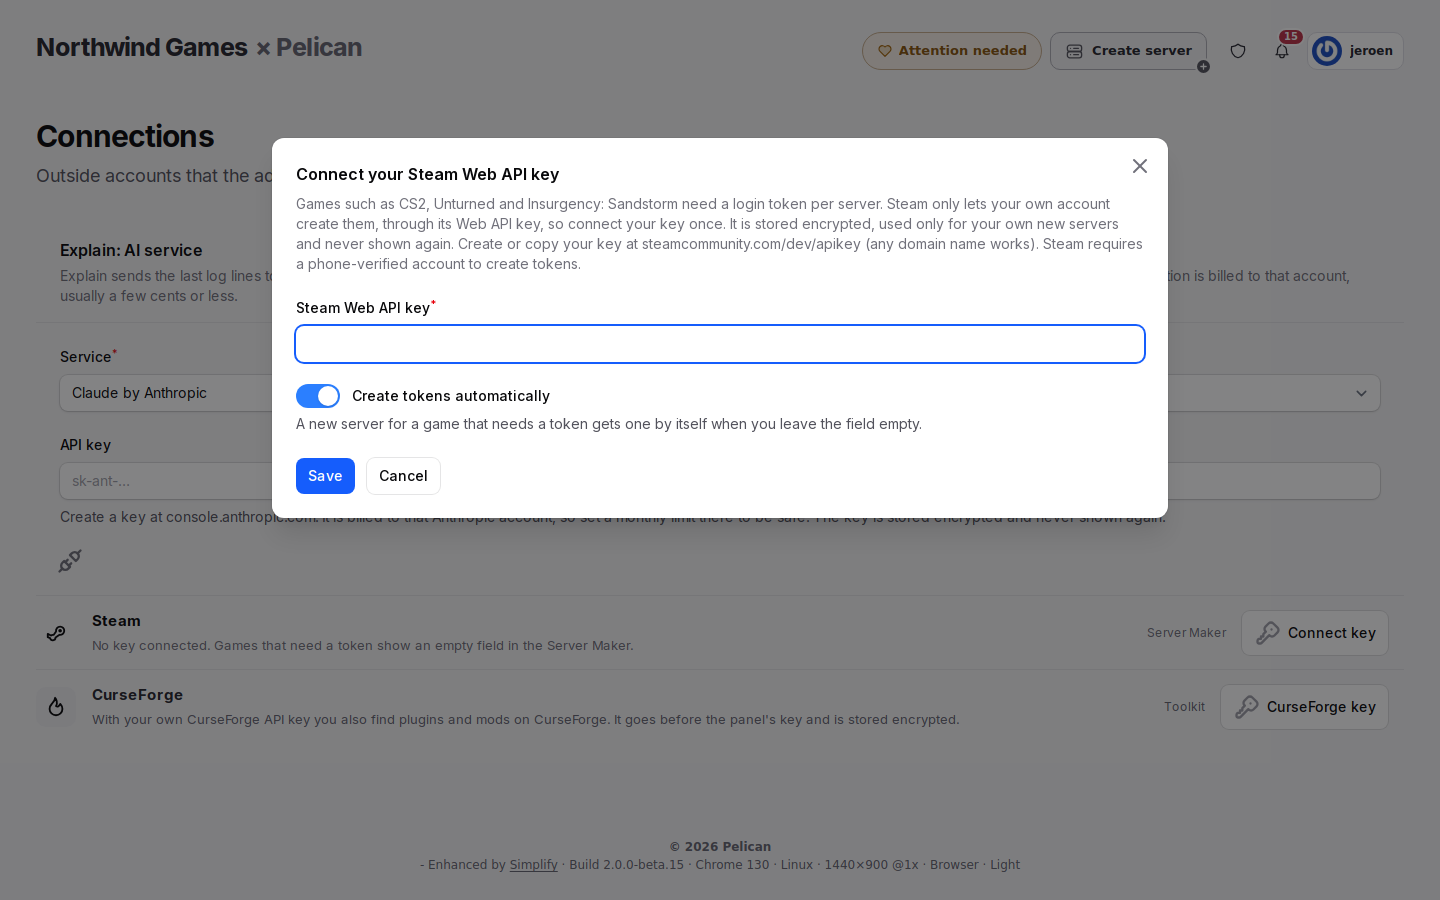 Northwind Games × Pelican
Attention needed
Create server
15
jeroen
Connections
Outside accounts that the ad
Connect your Steam Web API key
Games such as CS2, Unturned and Insurgency: Sandstorm need a login token per server. Steam only lets your own account
create them, through its Web API key, so connect your key once. It is stored encrypted, used only for your own new servers
and never shown again. Create or copy your key at steamcommunity.com/dev/apikey (any domain name works). Steam requires
a phone-verified account to create tokens.
Steam Web API key*
Create tokens automatically
A new server for a game that needs a token gets one by itself when you leave the field empty.
Save
Cancel
Explain: AI service
Explain sends the last log lines to
tion is billed to that account,
usually a few cents or less.
Service*
Claude by Anthropic
API key
sk-ant-...
Create a key at console.anthropic.com. It is billed to that Anthropic account, so set a monthly limit there to be safe. The key is stored encrypted and never shown again.
Steam
No key connected. Games that need a token show an empty field in the Server Maker.
Server Maker
Connect key
CurseForge
With your own CurseForge API key you also find plugins and mods on CurseForge. It goes before the panel's key and is stored encrypted.
Toolkit
CurseForge key
© 2026 Pelican
- Enhanced by Simplify · Build 2.0.0-beta.15 · Chrome 130 · Linux · 1440×900 @1x · Browser · Light